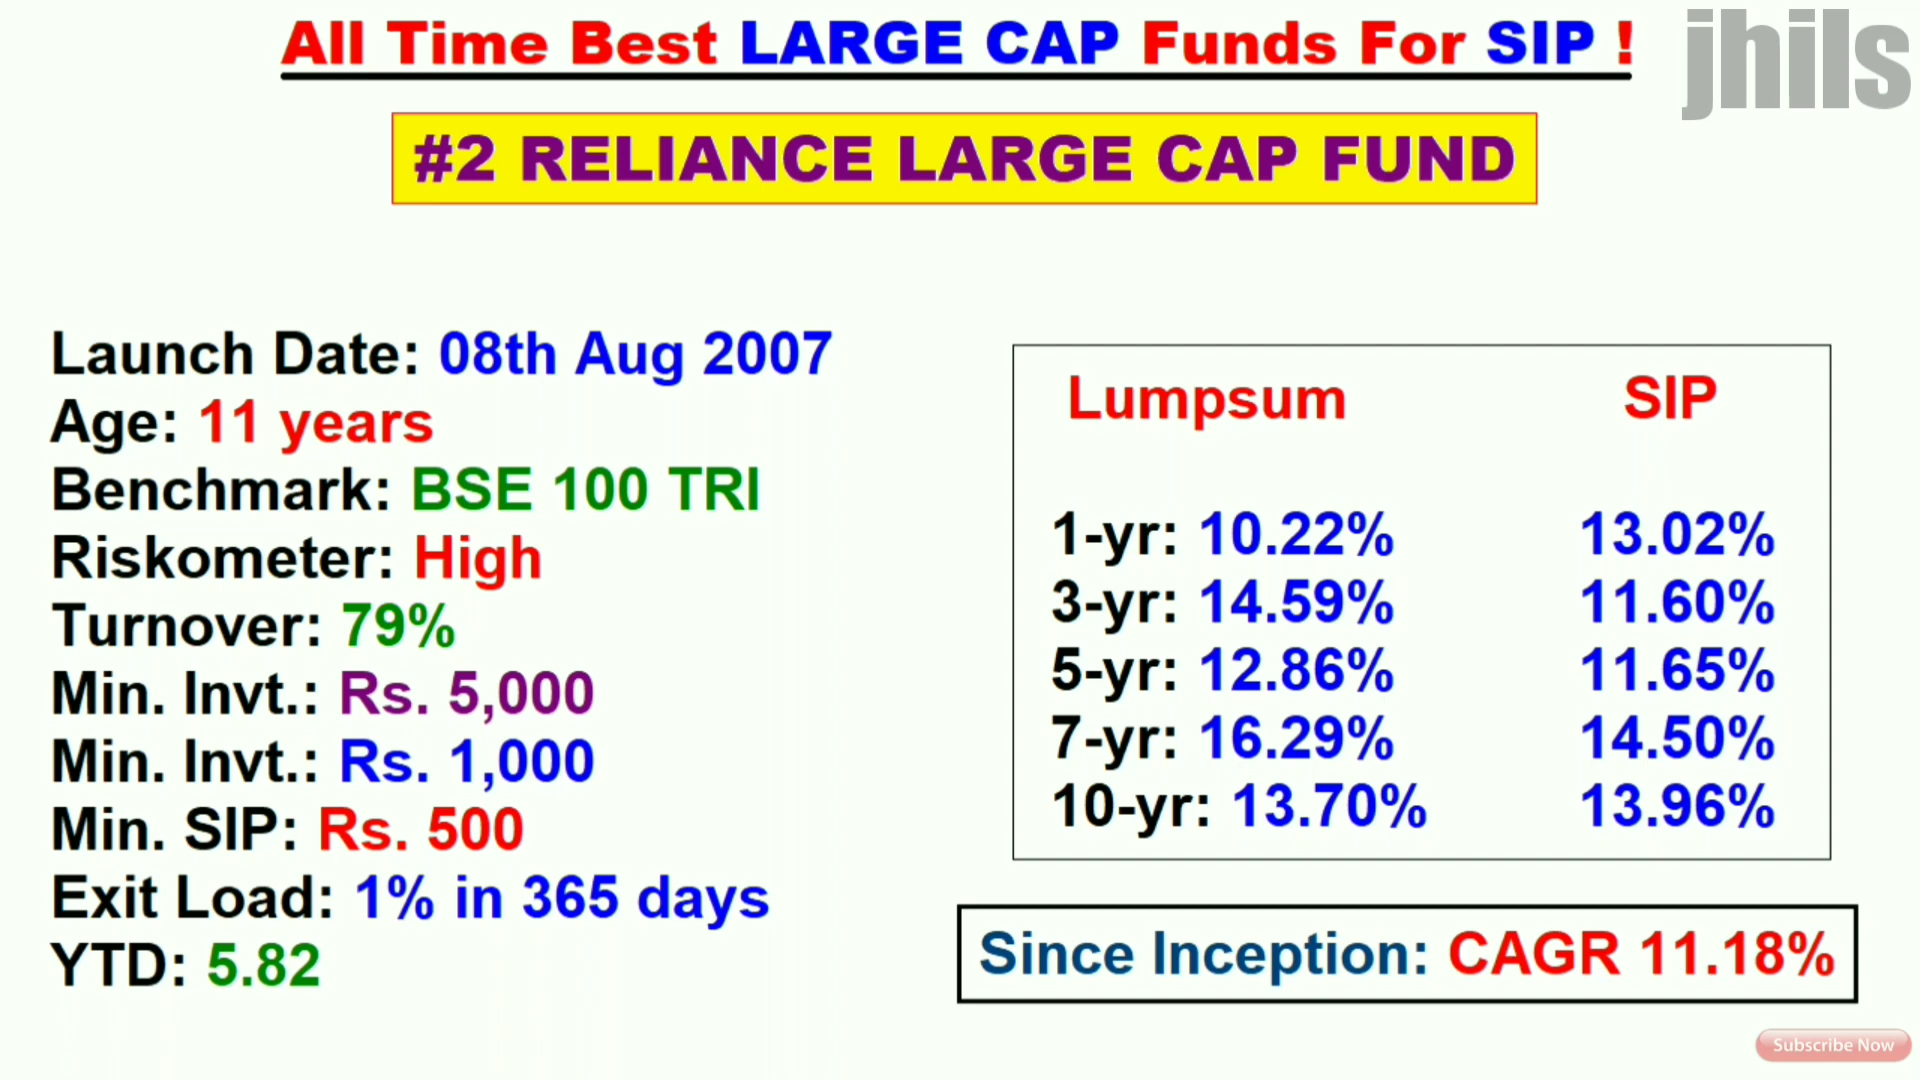 All Time Best LARGE CAP Funds For SIP !
jhils
#2 RELIANCE LARGE CAP FUND
Launch Date: 08th Aug 2007
Age: 11 years
Benchmark: BSE 100 TRI
Riskometer: High
Turnover: 79%
Min. Invt.: Rs. 5,000
Min. Invt.: Rs. 1,000
Min. SIP: Rs. 500
Exit Load: 1% in 365 days
YTD: 5.82
Lumpsum SIP
1-yr: 10.22% 13.02%
3-yr: 14.59% 11.60%
5-yr: 12.86% 11.65%
7-yr: 16.29% 14.50%
10-yr: 13.70% 13.96%
Since Inception: CAGR 11.18%
Subscribe Now